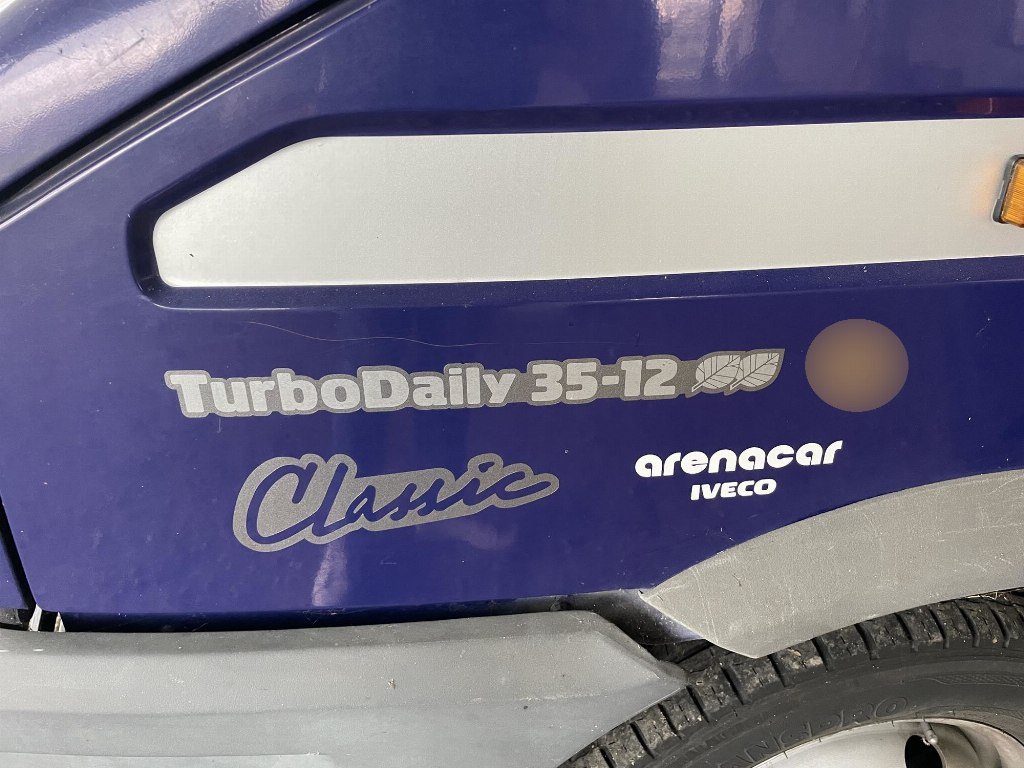 TurboDaily 35-12
Classic
arenacar
IVECO